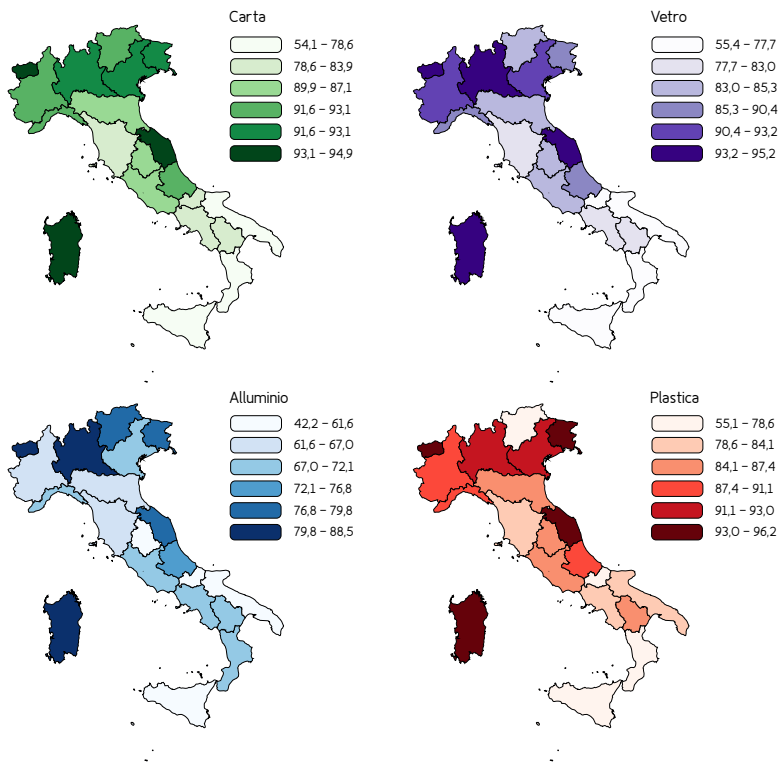 Carta
54,1 – 78,6
78,6 – 83,9
89,9 – 87,1
91,6 – 93,1
91,6 – 93,1
93,1 – 94,9
Vetro
55,4 – 77,7
77,7 – 83,0
83,0 – 85,3
85,3 – 90,4
90,4 – 93,2
93,2 – 95,2
Alluminio
42,2 – 61,6
61,6 – 67,0
67,0 – 72,1
72,1 – 76,8
76,8 – 79,8
79,8 – 88,5
Plastica
55,1 – 78,6
78,6 – 84,1
84,1 – 87,4
87,4 – 91,1
91,1 – 93,0
93,0 – 96,2